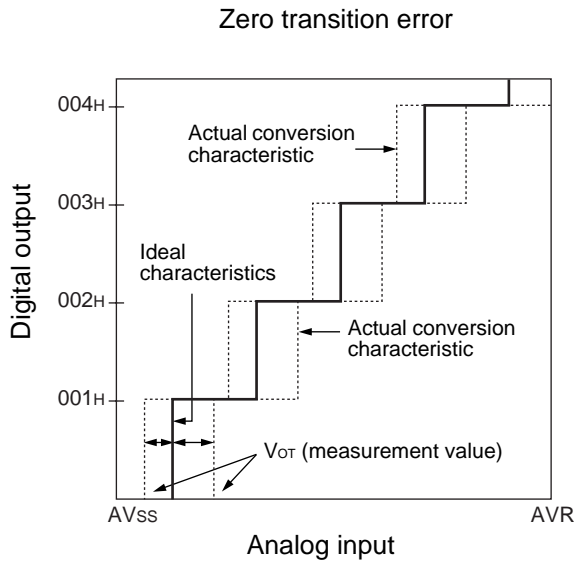 Zero transition error
Digital output
004H
003H
002H
001H
Actual conversion
characteristic
Ideal
characteristics
Actual conversion
characteristic
VOT (measurement value)
AVSS
AVR
Analog input